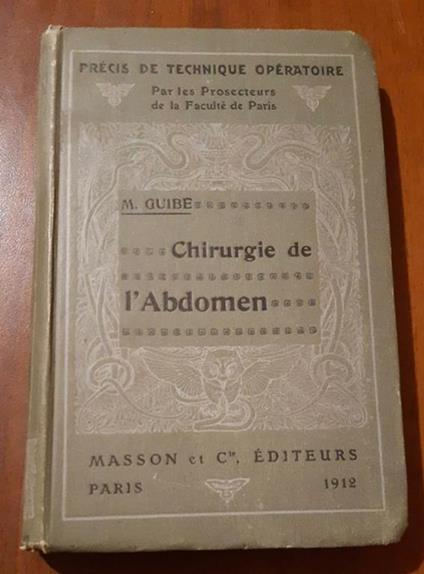 PRÉCIS DE TECHNIQUE OPÉRATOIRE
Par les Prosecteurs
de la Faculté de Paris
M. GUIBÉ
Chirurgie de
l'Abdomen
MASSON et Cie, ÉDITEURS
PARIS 1912